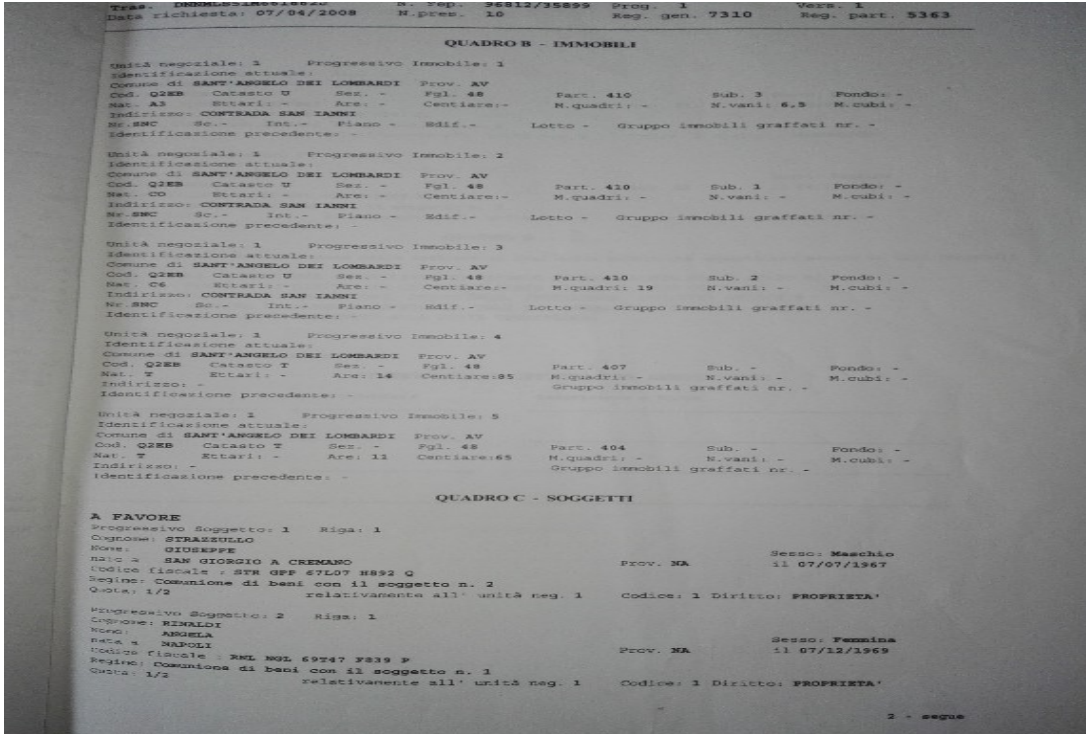 Data richiesta: 07/04/2008 N.pres. 10 Reg. gen. 7310 Reg. part. 5363
QUADRO B - IMMOBILI
Unità negoziale: 1 Progressivo Immobile: 1
Identificazione attuale:
Comune di SANT'ANGELO DEI LOMBARDI Prov. AV
Cod. Q2EB Catasto U Sez. - Fgl. 48 Part. 410 Sub. 3 Fondo: -
Nat. A3 Ettari: - Are: - Centiare:- M.quadri: - N.vani: 6.5 M.cubi: -
Indirizzo: CONTRADA SAN IANNI
Nr.SNC Sc.- Int.- Piano - Edif.- Lotto - Gruppo immobili graffati nr. -
Identificazione precedente: -
Unità negoziale: 1 Progressivo Immobile: 2
Identificazione attuale:
Comune di SANT'ANGELO DEI LOMBARDI Prov. AV
Cod. Q2EB Catasto U Sez. - Fgl. 48 Part. 410 Sub. 1 Fondo: -
Nat. CO Ettari: - Are: - Centiare:- M.quadri: - N.vani: - M.cubi: -
Indirizzo: CONTRADA SAN IANNI
Nr.SNC Sc.- Int.- Piano - Edif.- Lotto - Gruppo immobili graffati nr. -
Identificazione precedente: -
Unità negoziale: 1 Progressivo Immobile: 3
Identificazione attuale:
Comune di SANT'ANGELO DEI LOMBARDI Prov. AV
Cod. Q2EB Catasto U Sez. - Fgl. 48 Part. 410 Sub. 2 Fondo: -
Nat. C6 Ettari: - Are: - Centiare:- M.quadri: 19 N.vani: - M.cubi: -
Indirizzo: CONTRADA SAN IANNI
Nr.SNC Sc.- Int.- Piano - Edif.- Lotto - Gruppo immobili graffati nr. -
Identificazione precedente: -
Unità negoziale: 1 Progressivo Immobile: 4
Identificazione attuale:
Comune di SANT'ANGELO DEI LOMBARDI Prov. AV
Cod. Q2EB Catasto T Sez. - Fgl. 48 Part. 407 Sub. - Fondo: -
Nat. T Ettari: - Are: 14 Centiare:85 M.quadri: - N.vani: - M.cubi: -
Indirizzo: - Gruppo immobili graffati nr. -
Identificazione precedente: -
Unità negoziale: 1 Progressivo Immobile: 5
Identificazione attuale:
Comune di SANT'ANGELO DEI LOMBARDI Prov. AV
Cod. Q2EB Catasto T Sez. - Fgl. 48 Part. 404 Sub. - Fondo: -
Nat. T Ettari: - Are: 11 Centiare:65 M.quadri: - N.vani: - M.cubi: -
Indirizzo: - Gruppo immobili graffati nr. -
Identificazione precedente: -
QUADRO C - SOGGETTI
A FAVORE
Progressivo Soggetto: 1 Riga: 1
Cognome: STRAZZULLO
Nome: GIUSEPPE Sesso: Maschio
nato a SAN GIORGIO A CREMANO Prov. NA il 07/07/1967
Codice fiscale : STR GPP 67L07 H892 Q
Regime: Comunione di beni con il soggetto n. 2
Quota: 1/2 relativamente all' unità neg. 1 Codice: 1 Diritto: PROPRIETA'
Progressivo Soggetto: 2 Riga: 1
Cognome: RINALDI
Nome: ANGELA Sesso: Femmina
nata a NAPOLI Prov. NA il 07/12/1969
Codice fiscale : RNL NGL 69T47 F839 P
Regime: Comunione di beni con il soggetto n. 1
Quota: 1/2 relativamente all' unità neg. 1 Codice: 1 Diritto: PROPRIETA'
2 - segue